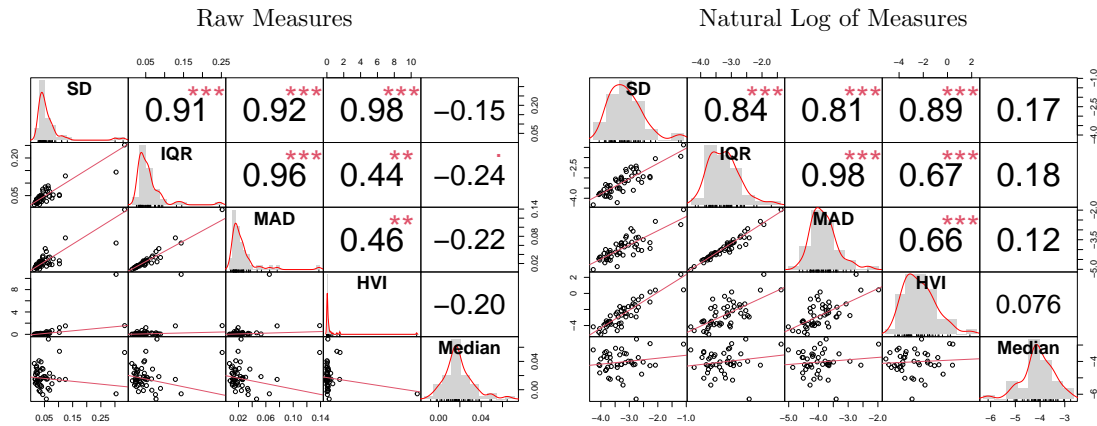 Raw Measures
Natural Log of Measures
0.05 0.15 0.25
0 2 4 6 8 10
−4.0 −3.0 −2.0
−4 −2 0 2
SD
0.91 ***
0.92 ***
0.98 ***
−0.15
0.05 0.20
SD
0.84 ***
0.81 ***
0.89 ***
0.17
−4.0 −2.5 −1.0
0.05 0.20
IQR
0.96 ***
0.44 **
−0.24 .
−4.0 −2.5
IQR
0.98 ***
0.67 ***
0.18
MAD
0.46 **
−0.22
0.02 0.08 0.14
MAD
0.66 ***
0.12
−5.0 −3.5 −2.0
0 4 8
HVI
−0.20
−4 0 2
HVI
0.076
Median
0.00 0.04
Median
−6 −4
0.05 0.15 0.25
0.02 0.06 0.10 0.14
0.00 0.04
−4.0 −3.0 −2.0 −1.0
−5.0 −4.0 −3.0 −2.0
−6 −5 −4 −3